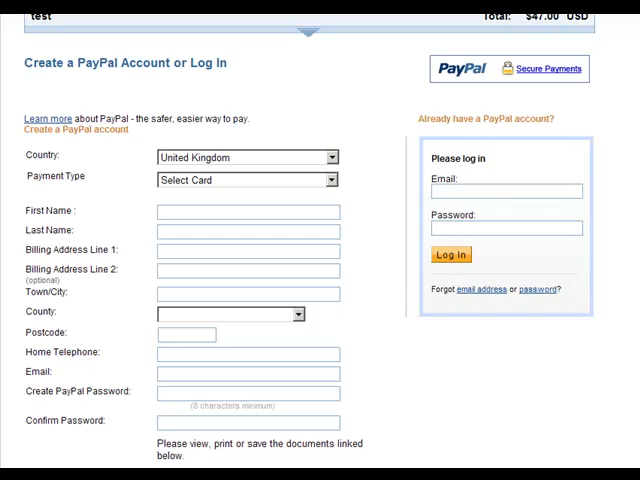 test Total: $47.00 USD
Create a PayPal Account or Log In
PayPal Secure Payments
Learn more about PayPal - the safer, easier way to pay.
Create a PayPal account
Already have a PayPal account?
Country: United Kingdom
Payment Type Select Card
First Name :
Last Name:
Billing Address Line 1:
Billing Address Line 2:
(optional)
Town/City:
County:
Postcode:
Home Telephone:
Email:
Create PayPal Password:
(8 characters minimum)
Confirm Password:
Please view, print or save the documents linked
below.
Please log in
Email:
Password:
Log In
Forgot email address or password?